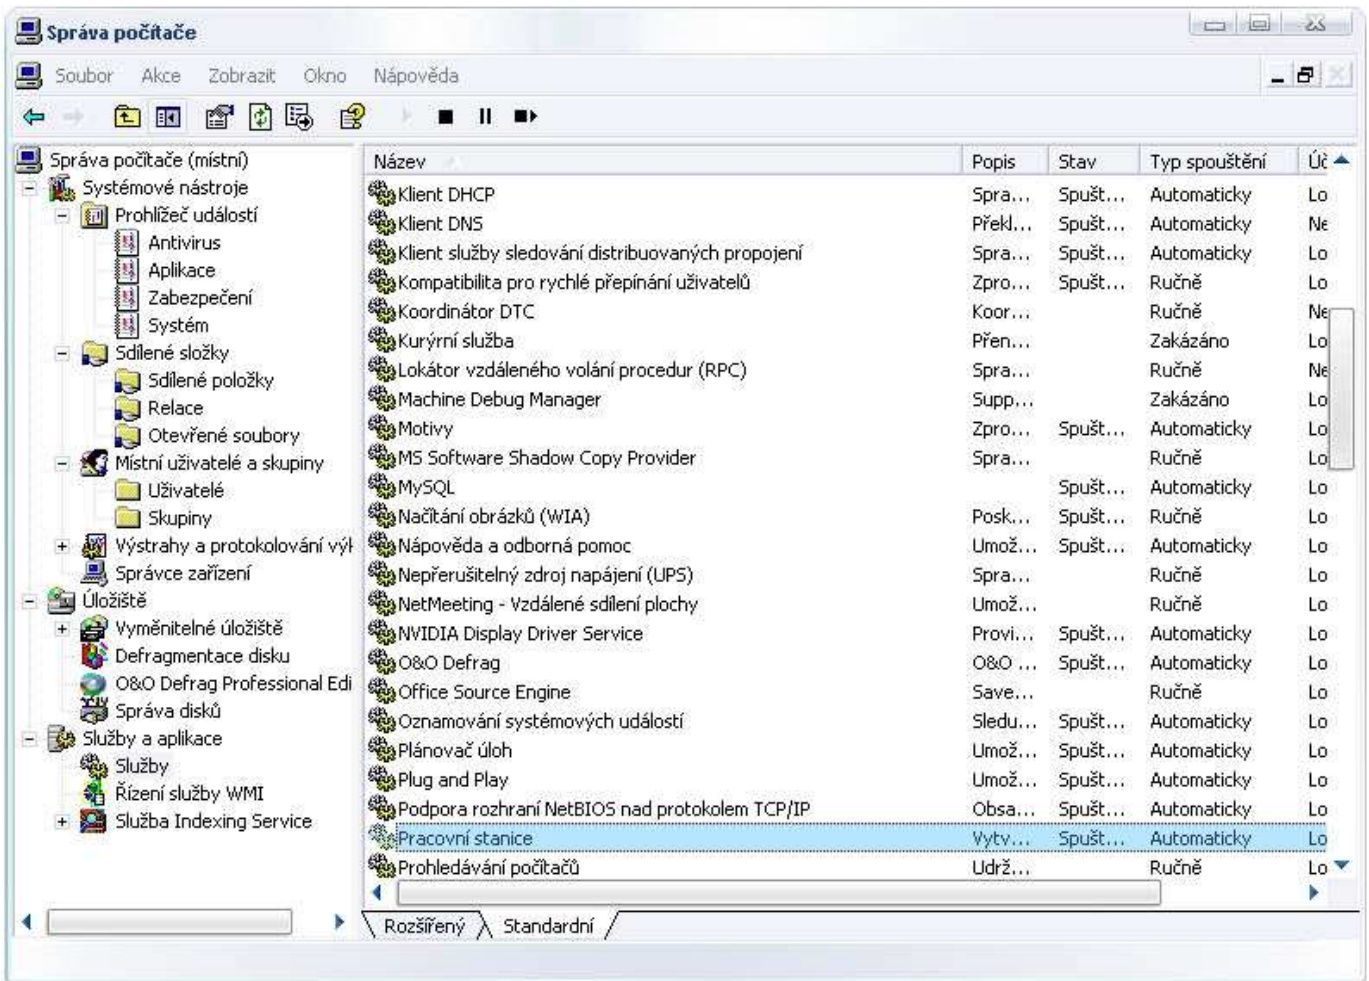 Správa počítače
Soubor Akce Zobrazit Okno Nápověda
Správa počítače (místní)
Systémové nástroje
Prohlížeč událostí
Antivirus
Aplikace
Zabezpečení
Systém
Sdílené složky
Sdílené položky
Relace
Otevřené soubory
Místní uživatelé a skupiny
Uživatelé
Skupiny
Výstrahy a protokolování výk
Správce zařízení
Úložiště
Vyměnitelné úložiště
Defragmentace disku
O&O Defrag Professional Edi
Správa disků
Služby a aplikace
Služby
Řízení služby WMI
Služba Indexing Service
Název Popis Stav Typ spouštění Úč
Klient DHCP Spra... Spušt... Automaticky Lo
Klient DNS Překl... Spušt... Automaticky Ne
Klient služby sledování distribuovaných propojení Spra... Spušt... Automaticky Lo
Kompatibilita pro rychlé přepínání uživatelů Zpro... Spušt... Ručně Lo
Koordinátor DTC Koor... Ručně Ne
Kurýrní služba Přen... Zakázáno Lo
Lokátor vzdáleného volání procedur (RPC) Spra... Ručně Ne
Machine Debug Manager Supp... Zakázáno Lo
Motivy Zpro... Spušt... Automaticky Lo
MS Software Shadow Copy Provider Spra... Ručně Lo
MySQL Spušt... Automaticky Lo
Načítání obrázků (WIA) Posk... Spušt... Ručně Lo
Nápověda a odborná pomoc Umož... Spušt... Automaticky Lo
Nepřerušitelný zdroj napájení (UPS) Spra... Ručně Lo
NetMeeting - Vzdálené sdílení plochy Umož... Ručně Lo
NVIDIA Display Driver Service Provi... Spušt... Automaticky Lo
O&O Defrag O&O ... Spušt... Automaticky Lo
Office Source Engine Save... Ručně Lo
Oznamování systémových událostí Sledu... Spušt... Automaticky Lo
Plánovač úloh Umož... Spušt... Automaticky Lo
Plug and Play Umož... Spušt... Automaticky Lo
Podpora rozhraní NetBIOS nad protokolem TCP/IP Obsa... Spušt... Automaticky Lo
Pracovní stanice Vytv... Spušt... Automaticky Lo
Prohledávání počítačů Udrž... Ručně Lo
Rozšířený Standardní